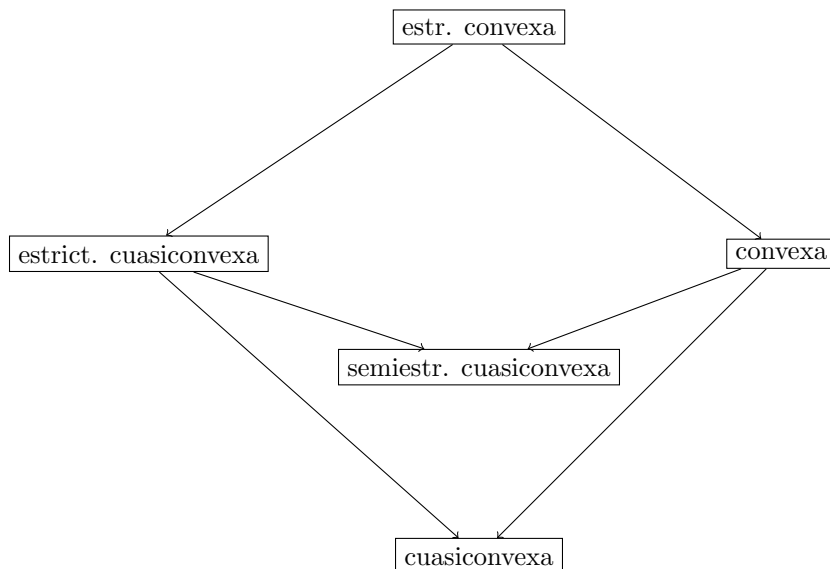 estr. convexa
estrict. cuasiconvexa
convexa
semiestr. cuasiconvexa
cuasiconvexa